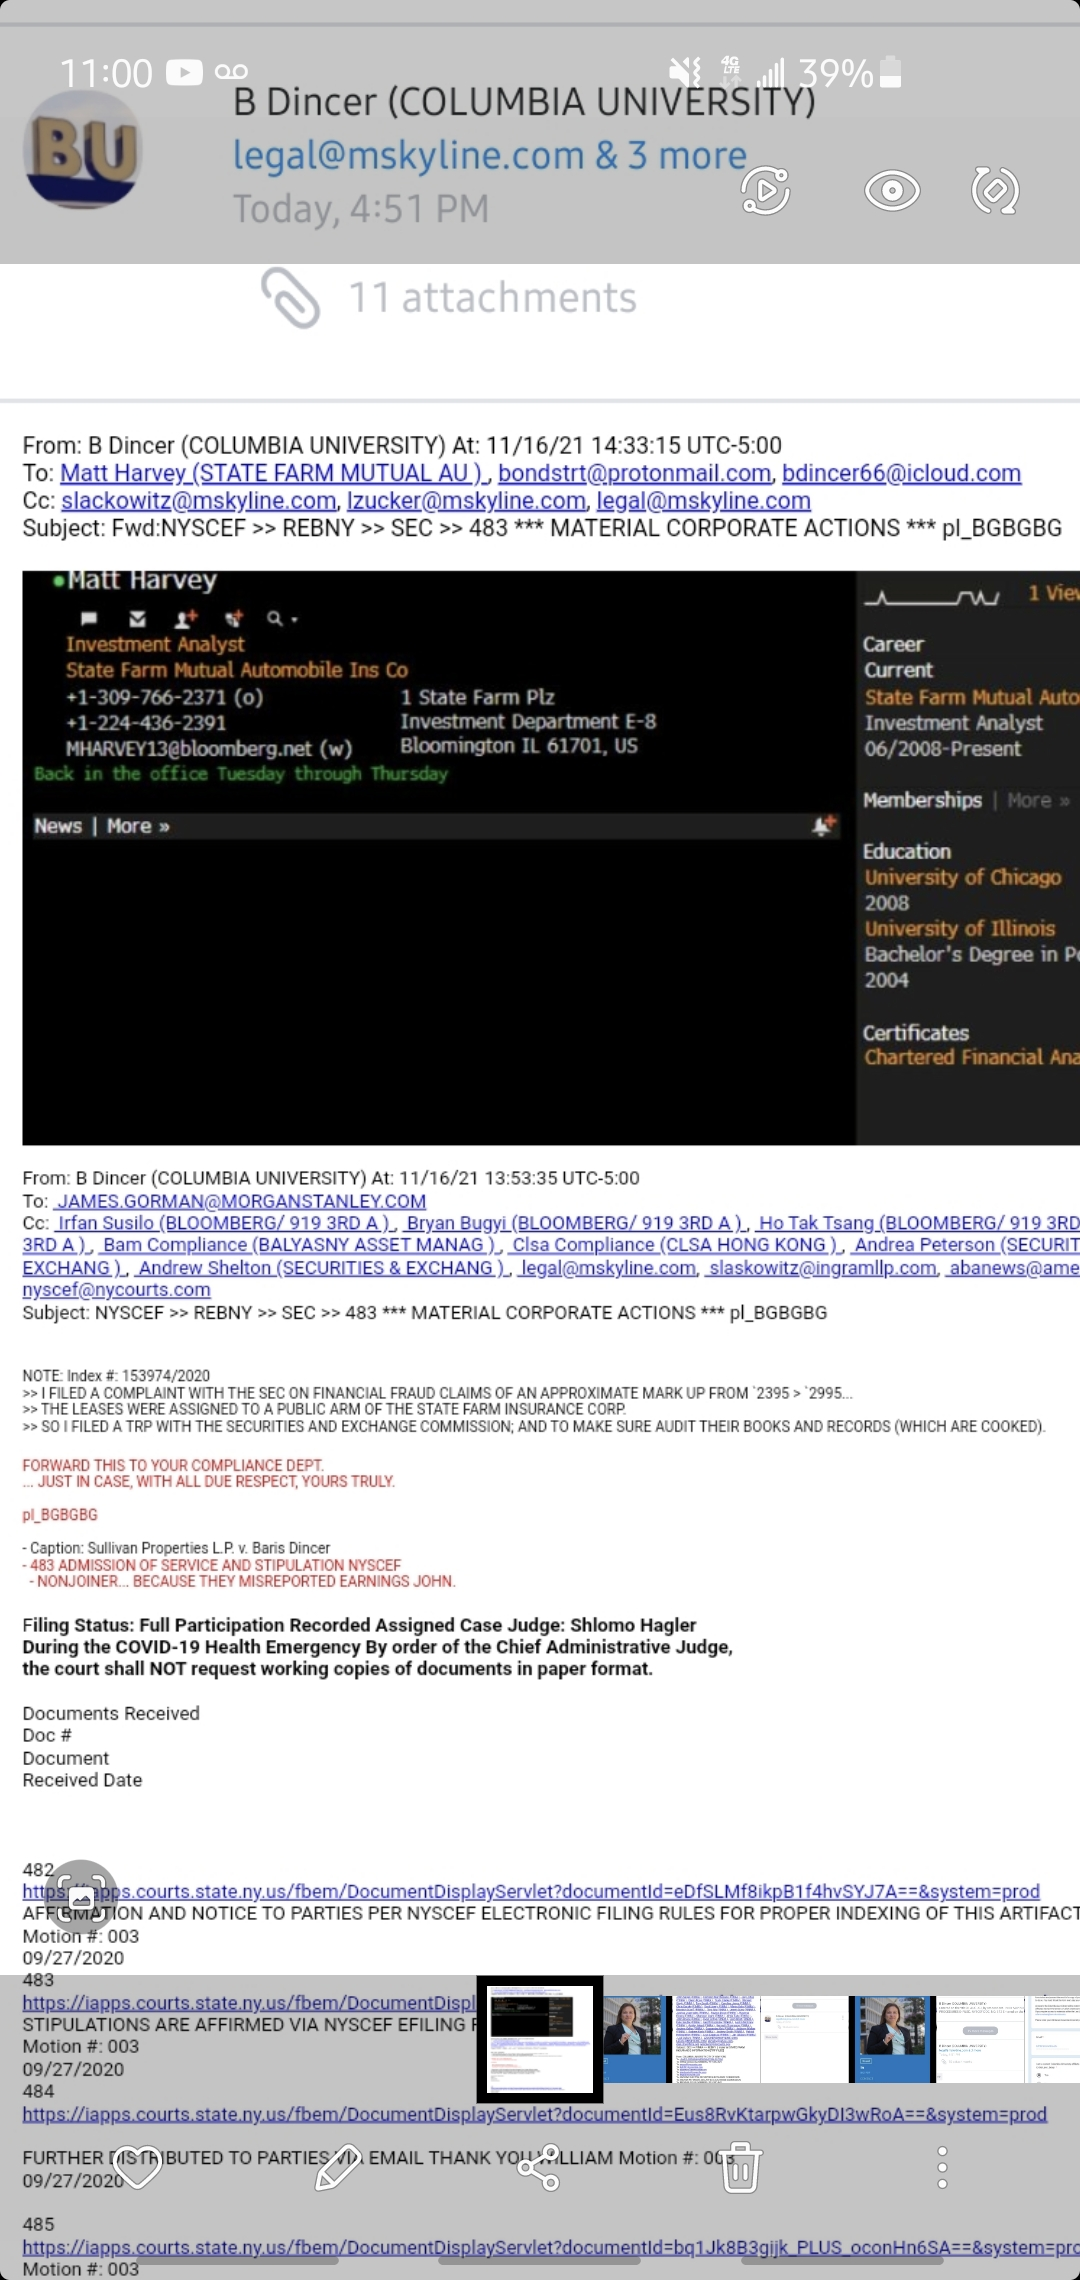 11:00
4G LTE
39%
BU
B Dincer (COLUMBIA UNIVERSITY)
legal@mskyline.com & 3 more
Today, 4:51 PM
11 attachments
From: B Dincer (COLUMBIA UNIVERSITY) At: 11/16/21 14:33:15 UTC-5:00
To: Matt Harvey (STATE FARM MUTUAL AU ) , bondstrt@protonmail.com, bdincer66@icloud.com
Cc: slackowitz@mskyline.com, lzucker@mskyline.com, legal@mskyline.com
Subject: Fwd:NYSCEF >> REBNY >> SEC >> 483 *** MATERIAL CORPORATE ACTIONS *** pl_BGBGBG
Matt Harvey
Investment Analyst
State Farm Mutual Automobile Ins Co
+1-309-766-2371 (o)
+1-224-436-2391
MHARVEY13@bloomberg.net (w)
1 State Farm Plz
Investment Department E-8
Bloomington IL 61701, US
Back in the office Tuesday through Thursday
News | More »
1 View
Career
Current
State Farm Mutual Auto
Investment Analyst
06/2008-Present
Memberships | More »
Education
University of Chicago
2008
University of Illinois
Bachelor's Degree in Po
2004
Certificates
Chartered Financial Ana
From: B Dincer (COLUMBIA UNIVERSITY) At: 11/16/21 13:53:35 UTC-5:00
To: JAMES.GORMAN@MORGANSTANLEY.COM
Cc: Irfan Susilo (BLOOMBERG/ 919 3RD A ) , Bryan Bugyi (BLOOMBERG/ 919 3RD A ) , Ho Tak Tsang (BLOOMBERG/ 919 3RD
3RD A ) , Bam Compliance (BALYASNY ASSET MANAG ) , Clsa Compliance (CLSA HONG KONG ) , Andrea Peterson (SECURIT
EXCHANG ) , Andrew Shelton (SECURITIES & EXCHANG ) , legal@mskyline.com, slaskowitz@ingramllp.com, abanews@ame
nyscef@nycourts.com
Subject: NYSCEF >> REBNY >> SEC >> 483 *** MATERIAL CORPORATE ACTIONS *** pl_BGBGBG
NOTE: Index #: 153974/2020
>> I FILED A COMPLAINT WITH THE SEC ON FINANCIAL FRAUD CLAIMS OF AN APPROXIMATE MARK UP FROM `2395 > `2995...
>> THE LEASES WERE ASSIGNED TO A PUBLIC ARM OF THE STATE FARM INSURANCE CORP.
>> SO I FILED A TRP WITH THE SECURITIES AND EXCHANGE COMMISSION; AND TO MAKE SURE AUDIT THEIR BOOKS AND RECORDS (WHICH ARE COOKED).
FORWARD THIS TO YOUR COMPLIANCE DEPT.
... JUST IN CASE, WITH ALL DUE RESPECT, YOURS TRULY.
pl_BGBGBG
- Caption: Sullivan Properties L.P. v. Baris Dincer
- 483 ADMISSION OF SERVICE AND STIPULATION NYSCEF
- NONJOINER... BECAUSE THEY MISREPORTED EARNINGS JOHN.
Filing Status: Full Participation Recorded Assigned Case Judge: Shlomo Hagler
During the COVID-19 Health Emergency By order of the Chief Administrative Judge,
the court shall NOT request working copies of documents in paper format.
Documents Received
Doc #
Document
Received Date
482
https://iapps.courts.state.ny.us/fbem/DocumentDisplayServlet?documentId=eDfSLMf8ikpB1f4hvSYJ7A==&system=prod
AFFIRMATION AND NOTICE TO PARTIES PER NYSCEF ELECTRONIC FILING RULES FOR PROPER INDEXING OF THIS ARTIFACT
Motion #: 003
09/27/2020
483
https://iapps.courts.state.ny.us/fbem/DocumentDispl
STIPULATIONS ARE AFFIRMED VIA NYSCEF EFILING
Motion #: 003
09/27/2020
484
https://iapps.courts.state.ny.us/fbem/DocumentDisplayServlet?documentId=Eus8RvKtarpwGkyDI3wRoA==&system=prod
FURTHER DISTRIBUTED TO PARTIES VIA EMAIL THANK YOU WILLIAM Motion #: 003
09/27/2020
485
https://iapps.courts.state.ny.us/fbem/DocumentDisplayServlet?documentId=bq1Jk8B3gijk_PLUS_oconHn6SA==&system=pro
Motion #: 003